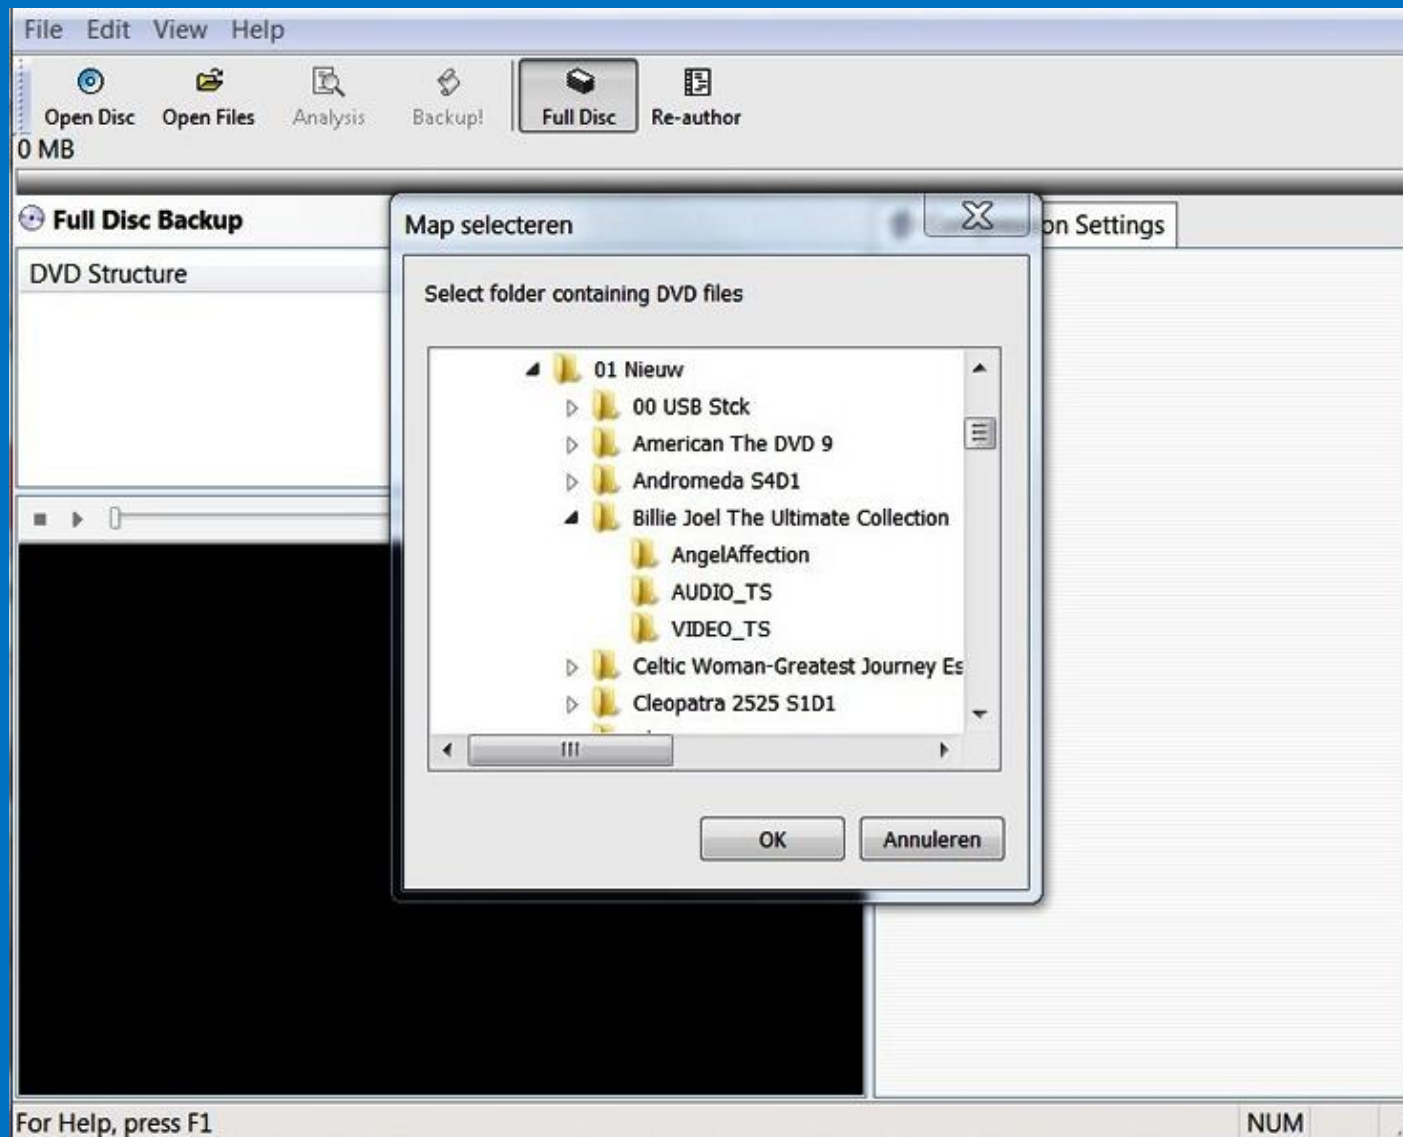 File Edit View Help
Open Disc Open Files Analysis Backup! Full Disc Re-author
0 MB
Full Disc Backup
Map selecteren
on Settings
DVD Structure
Select folder containing DVD files
01 Nieuw
00 USB Stck
American The DVD 9
Andromeda S4D1
Billie Joel The Ultimate Collection
AngelAffection
AUDIO_TS
VIDEO_TS
Celtic Woman-Greatest Journey Es
Cleopatra 2525 S1D1
OK Annuleren
For Help, press F1
NUM